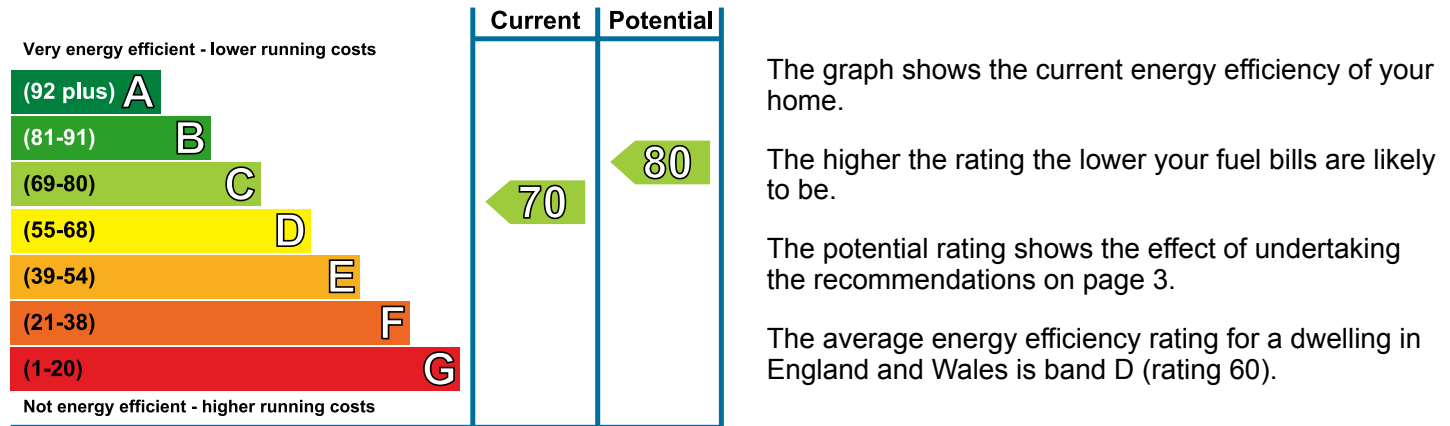 Current Potential
Very energy efficient - lower running costs
(92 plus) A
(81-91) B
(69-80) C
(55-68) D
(39-54) E
(21-38) F
(1-20) G
Not energy efficient - higher running costs
70
80
The graph shows the current energy efficiency of your
home.
The higher the rating the lower your fuel bills are likely
to be.
The potential rating shows the effect of undertaking
the recommendations on page 3.
The average energy efficiency rating for a dwelling in
England and Wales is band D (rating 60).